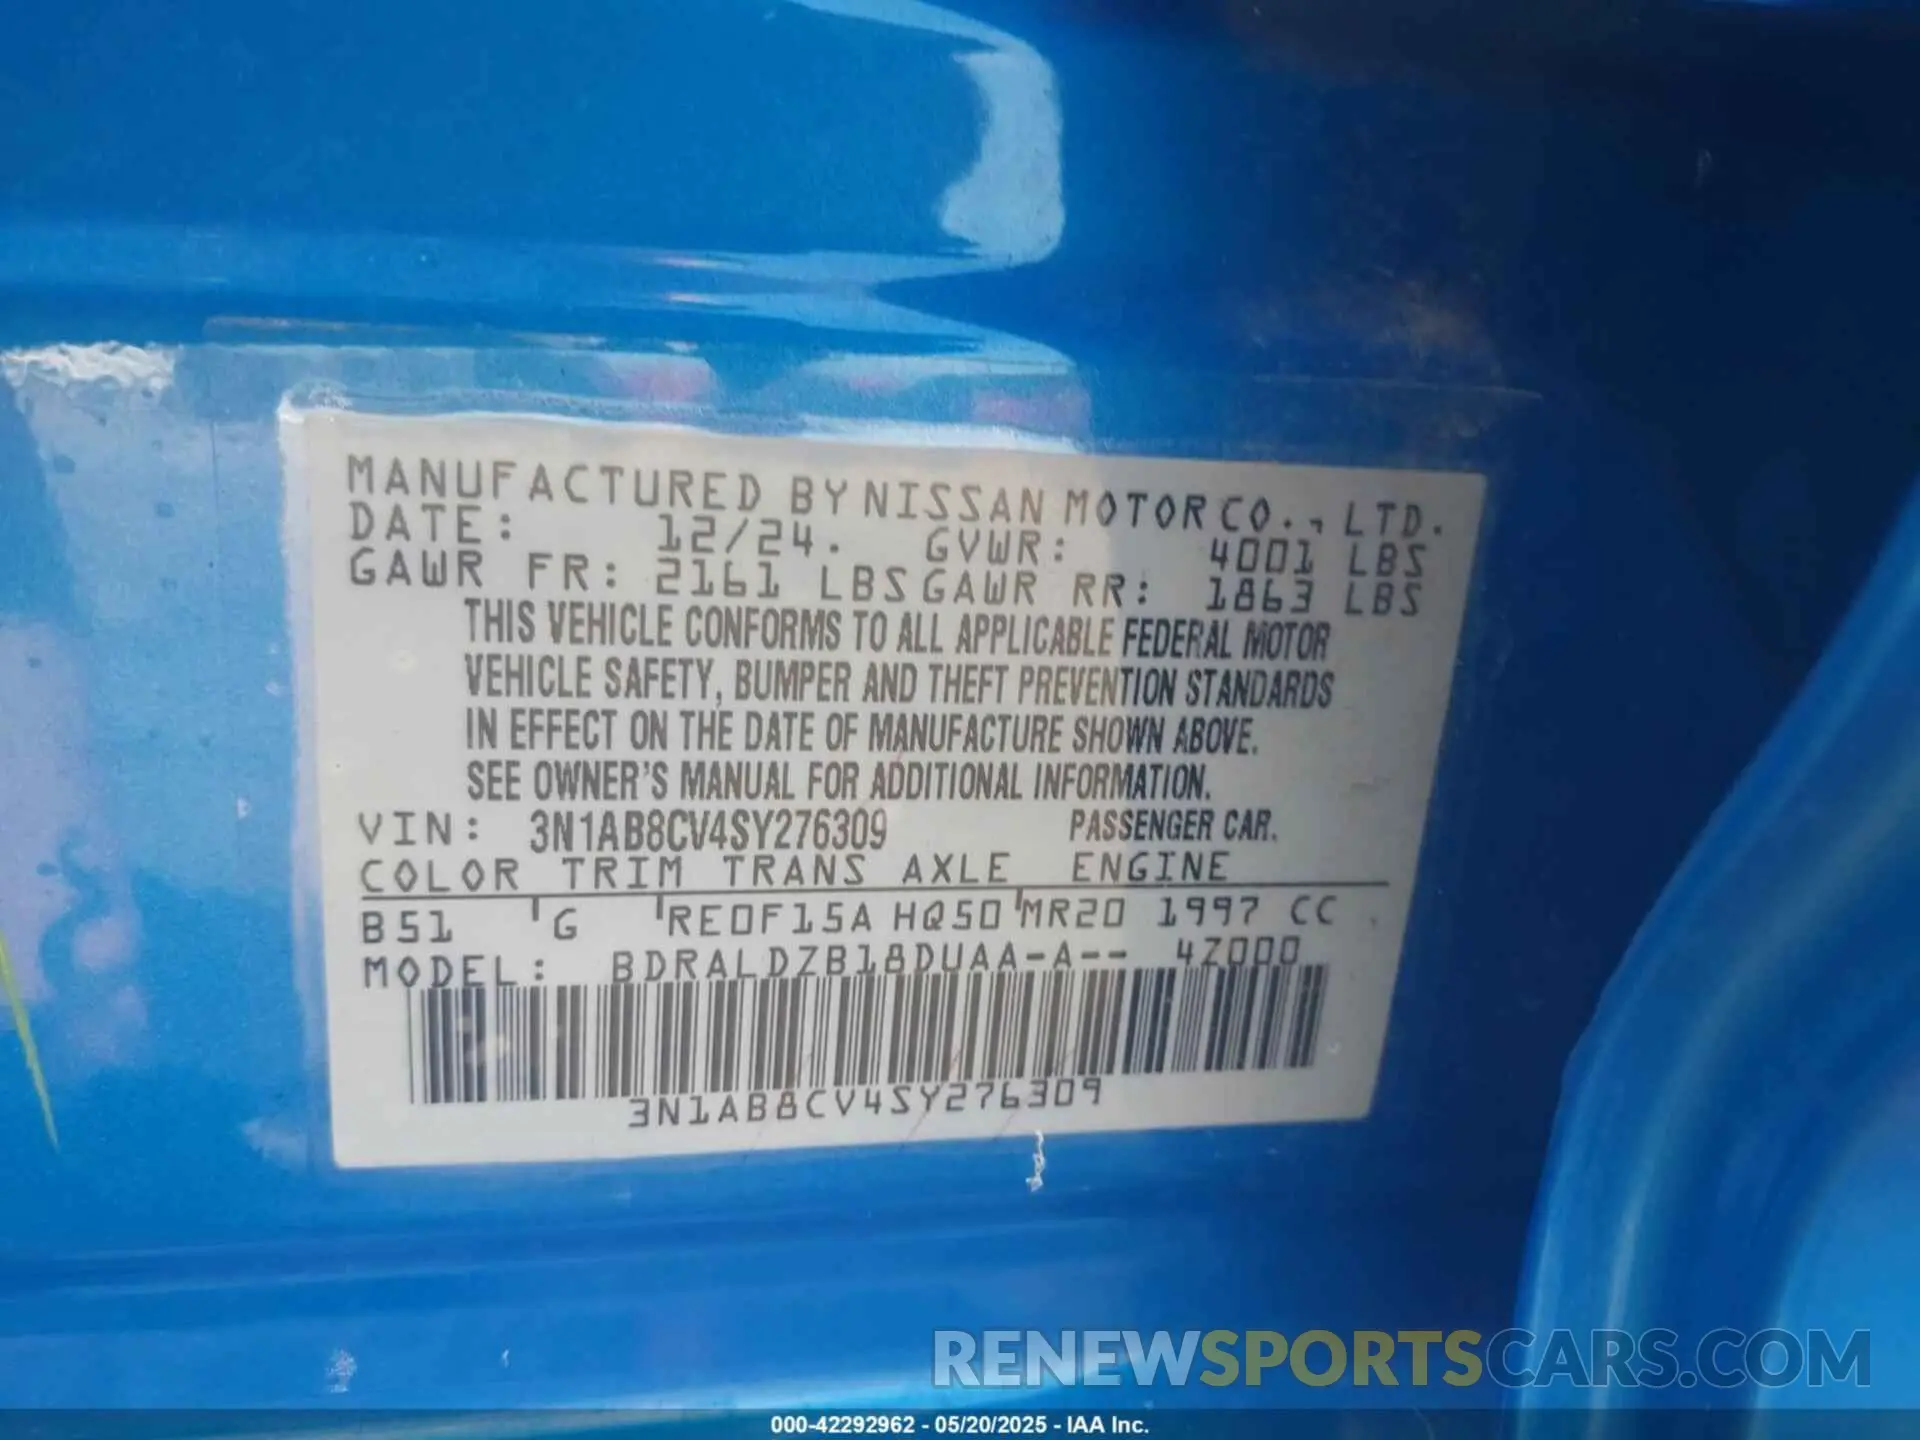 MANUFACTURED BY NISSAN MOTOR CO., LTD.
DATE: 12/24. GVWR: 4001 LBS
GAWR FR: 2161 LBS GAWR RR: 1863 LBS
THIS VEHICLE CONFORMS TO ALL APPLICABLE FEDERAL MOTOR
VEHICLE SAFETY, BUMPER AND THEFT PREVENTION STANDARDS
IN EFFECT ON THE DATE OF MANUFACTURE SHOWN ABOVE.
SEE OWNER'S MANUAL FOR ADDITIONAL INFORMATION.
VIN: 3N1AB8CV4SY276309 PASSENGER CAR.
COLOR TRIM TRANS AXLE ENGINE
B51 G RE0F15A HQ50 MR20 1997 CC
MODEL: BDRALDZB18DUAA-A-- 4Z000
3N1AB8CV4SY276309
RENEWSPORTSCARS.COM
000-42292962 - 05/20/2025 - IAA Inc.